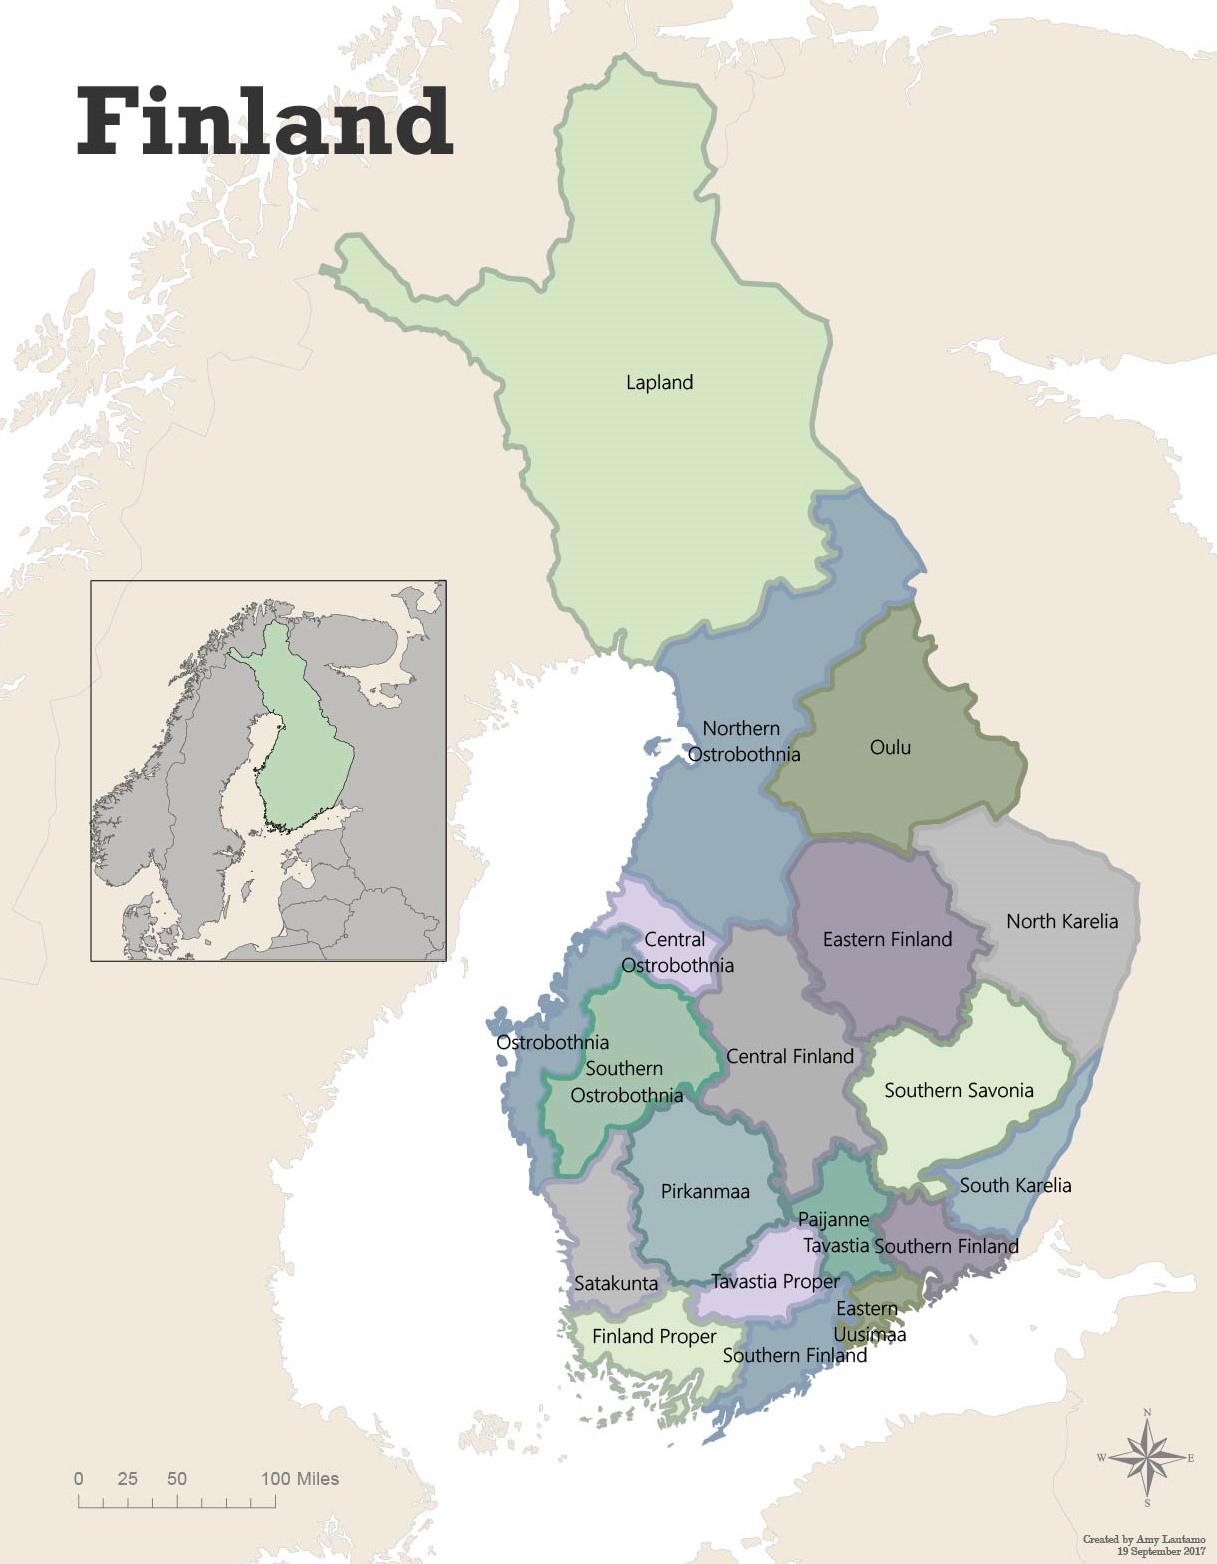 Finland
Lapland
Northern
Ostrobothnia
Oulu
North Karelia
Eastern Finland
Central
Ostrobothnia
Ostrobothnia
Central Finland
Southern
Ostrobothnia
Southern Savonia
Pirkanmaa
South Karelia
Paijanne
Tavastia
Southern Finland
Satakunta
Tavastia Proper
Eastern
Uusimaa
Finland Proper
Southern Finland
N
W
E
S
0 25 50 100 Miles
Created by Amy Lautamo
19 September 2017